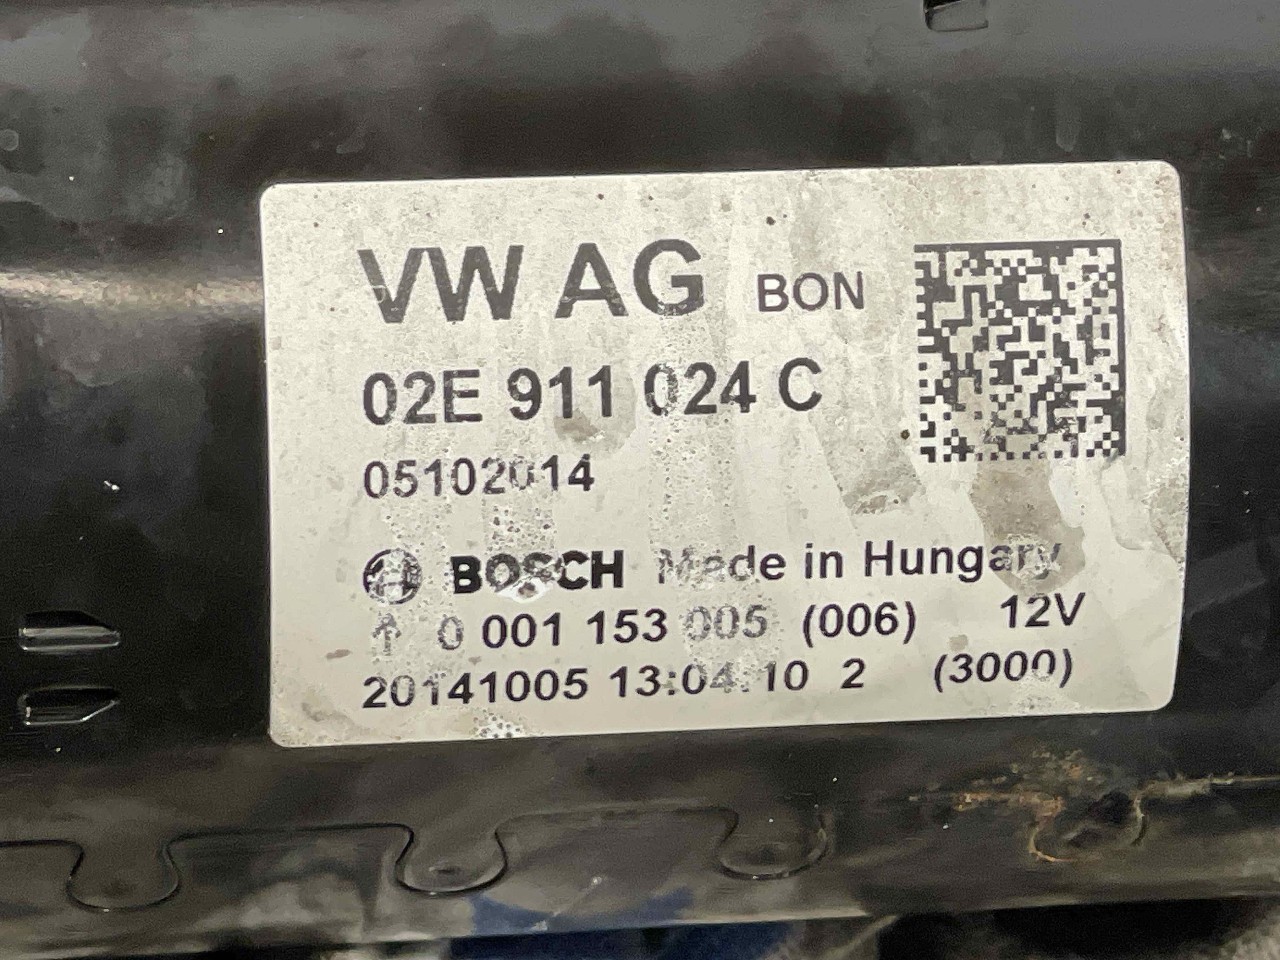 VW AG BON
02E 911 024 C
05102014
BOSCH Made in Hungary
↑ 0 001 153 005 (006) 12V
20141005 13:04:10 2 (3000)